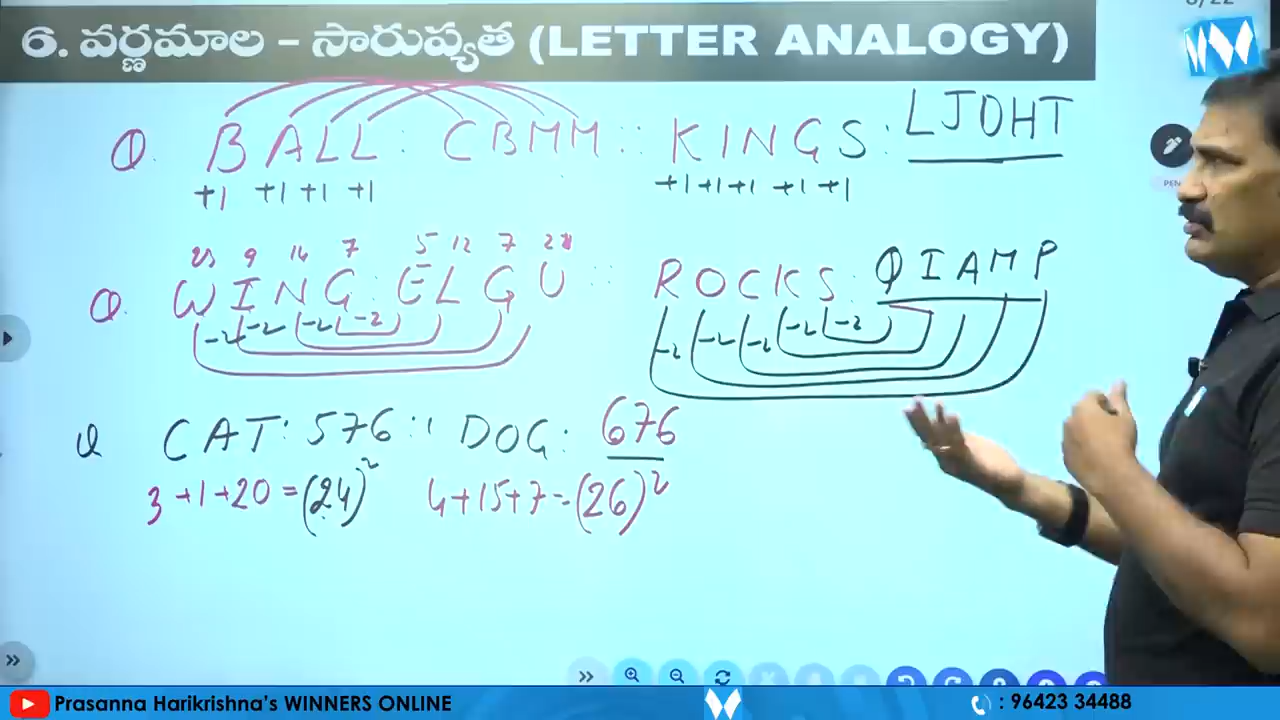 8/22
6. వర్ణమాల – సారుప్యత (LETTER ANALOGY)
Q. BALL : CBMM :: KINGS : LJOHT
+1 +1 +1 +1 +1 +1 +1 +1 +1
PEN
23 9 14 7 5 12 7 21
Q. WING : ELGU :: ROCKS : QIAMP
-2 -2 -2 -2 -2 -2 -2 -2 -2
Q CAT : 576 :: DOG : 676
3+1+20=(24)² 4+15+7=(26)²
Prasanna Harikrishna's WINNERS ONLINE : 96423 34488